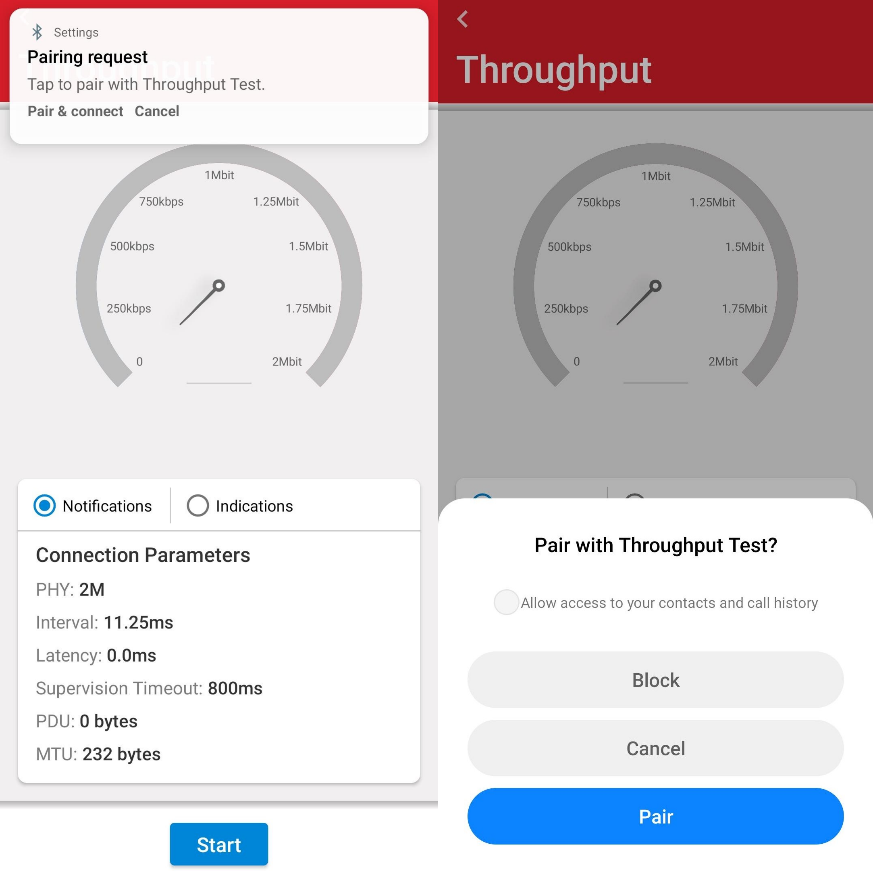 Settings
Pairing request
Tap to pair with Throughput Test.
Pair & connect Cancel
1Mbit
750kbps 1.25Mbit
500kbps 1.5Mbit
250kbps 1.75Mbit
0 2Mbit
Notifications Indications
Connection Parameters
PHY: 2M
Interval: 11.25ms
Latency: 0.0ms
Supervision Timeout: 800ms
PDU: 0 bytes
MTU: 232 bytes
Start
Throughput
1Mbit
750kbps 1.25Mbit
500kbps 1.5Mbit
250kbps 1.75Mbit
0 2Mbit
Pair with Throughput Test?
Allow access to your contacts and call history
Block
Cancel
Pair